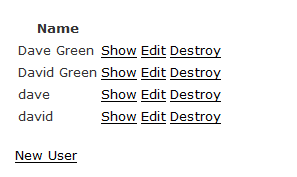 Name
Dave Green Show Edit Destroy
David Green Show Edit Destroy
dave Show Edit Destroy
david Show Edit Destroy
New User